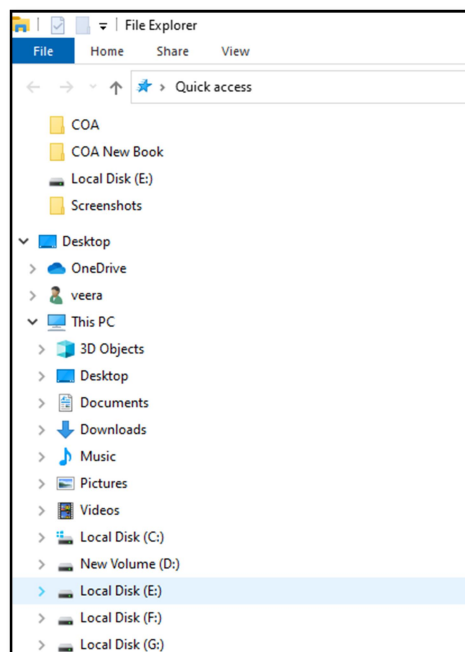 File Explorer
File Home Share View
Quick access
COA
COA New Book
Local Disk (E:)
Screenshots
Desktop
OneDrive
veera
This PC
3D Objects
Desktop
Documents
Downloads
Music
Pictures
Videos
Local Disk (C:)
New Volume (D:)
Local Disk (E:)
Local Disk (F:)
Local Disk (G:)